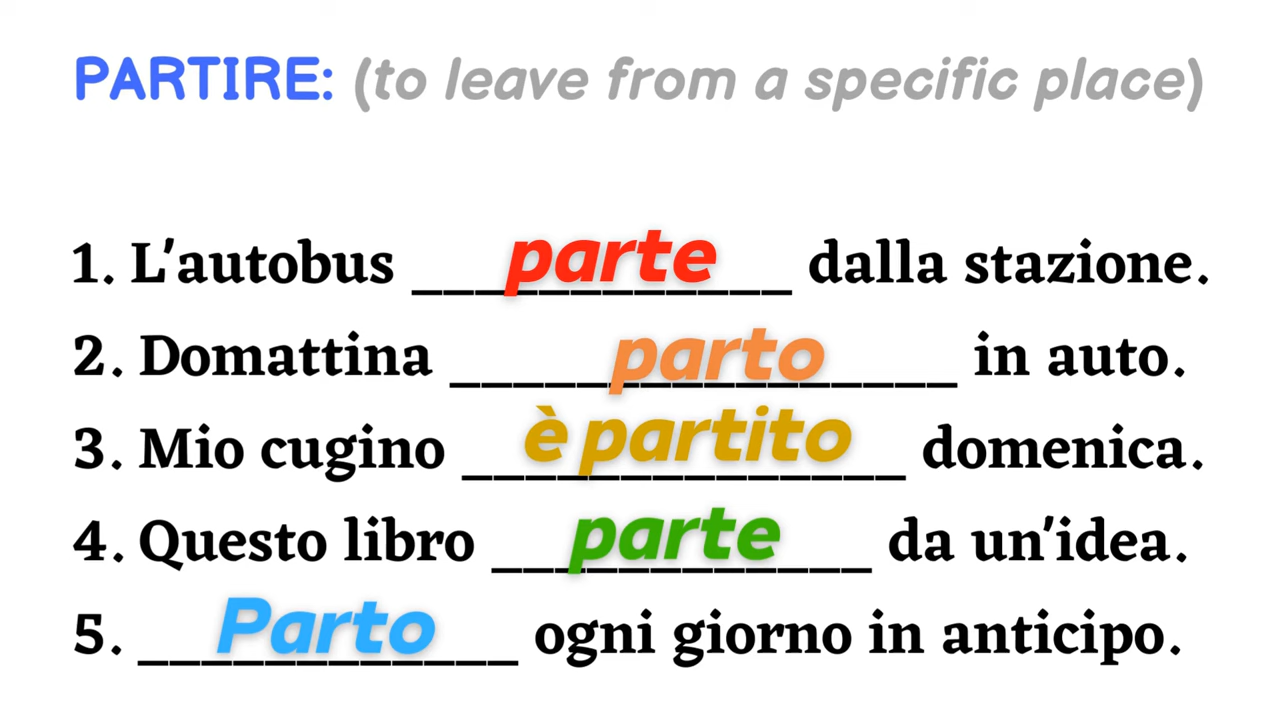 PARTIRE: (to leave from a specific place)
1. L'autobus ____parte____ dalla stazione.
2. Domattina ____parto____ in auto.
3. Mio cugino ____è partito____ domenica.
4. Questo libro ____parte____ da un'idea.
5. ____Parto____ ogni giorno in anticipo.